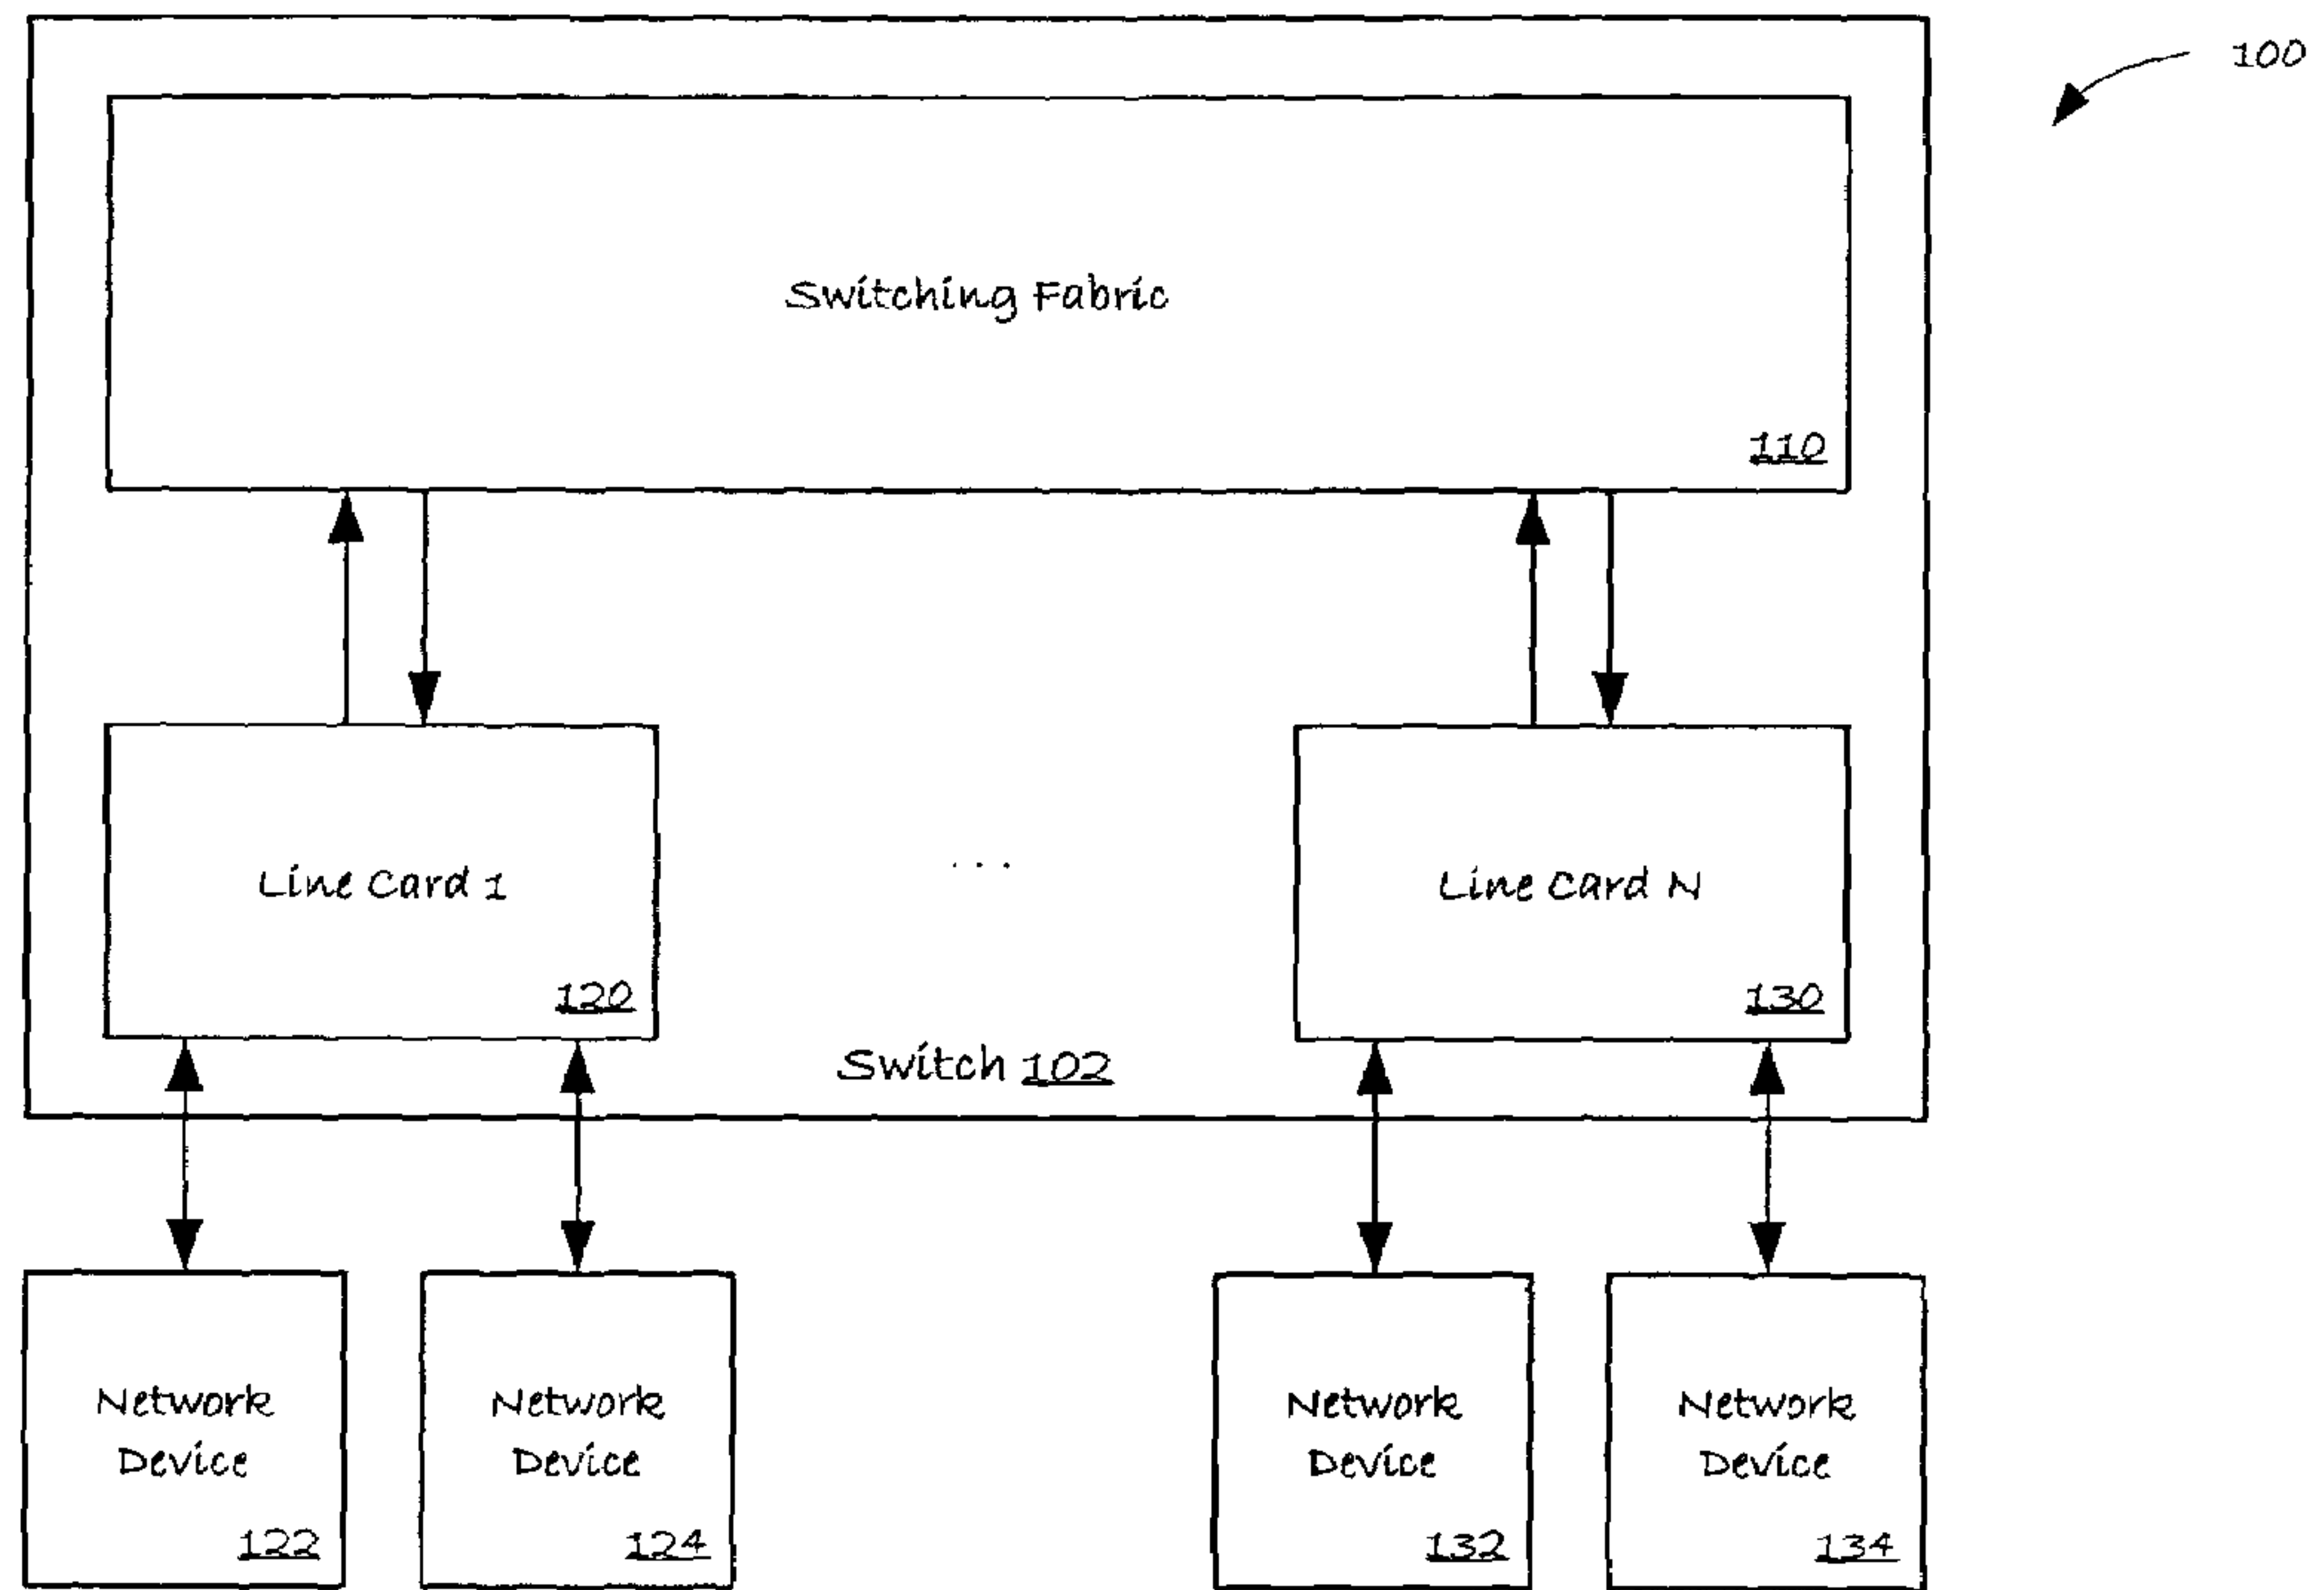 100
Switching Fabric
110
Line Card 1
120
...
Line Card N
130
Switch 102
Network
Device
122
Network
Device
124
Network
Device
132
Network
Device
134